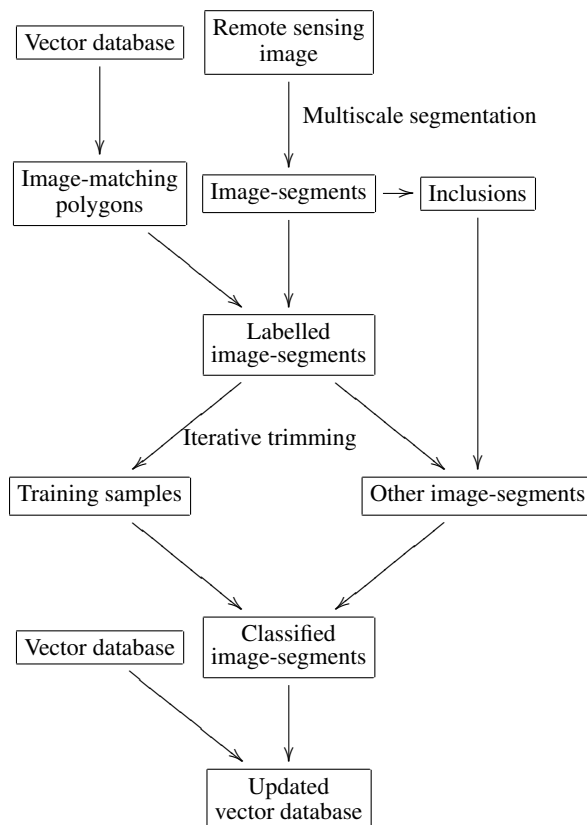 Vector database
Remote sensing
image
Multiscale segmentation
Image-matching
polygons
Image-segments
Inclusions
Labelled
image-segments
Iterative trimming
Training samples
Other image-segments
Vector database
Classified
image-segments
Updated
vector database